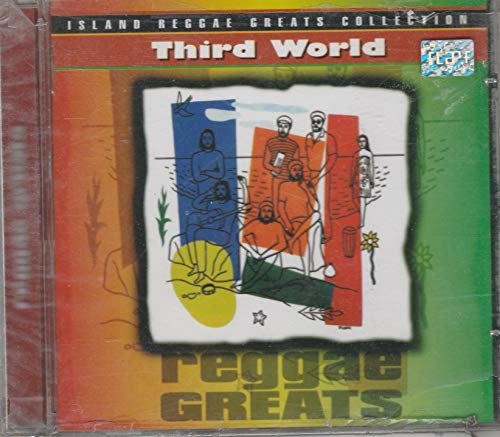 ISLAND REGGAE GREATS COLLECTION
Third World
reggae
GREATS